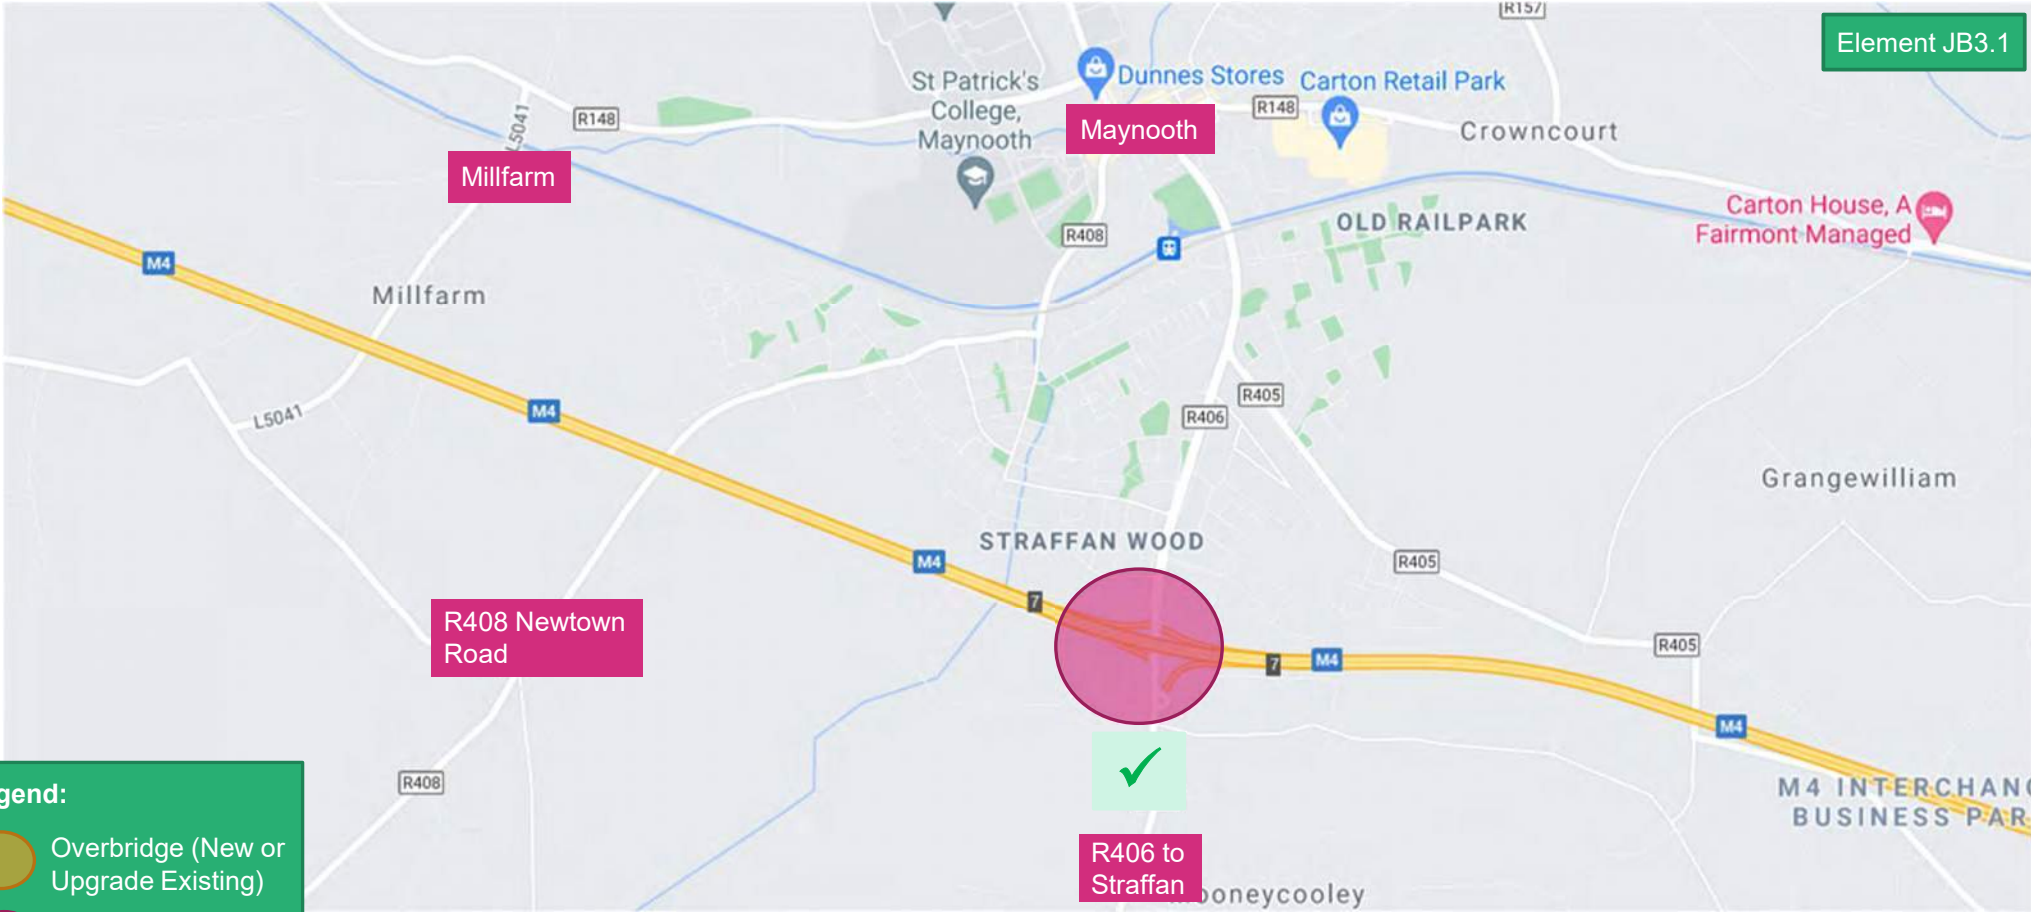 R157
Element JB3.1
St Patrick's
College,
Maynooth
Dunnes Stores
Carton Retail Park
L5041
R148
Maynooth
R148
Crowncourt
Millfarm
Carton House, A
Fairmont Managed
OLD RAILPARK
R408
M4
Millfarm
L5041
M4
R405
R406
Grangewilliam
STRAFFAN WOOD
M4
R405
7
R408 Newtown
Road
R405
7
M4
M4
R408
M4 INTERCHANG
BUSINESS PAR
gend:
Overbridge (New or
Upgrade Existing)
R406 to
Straffan
ooneycooley